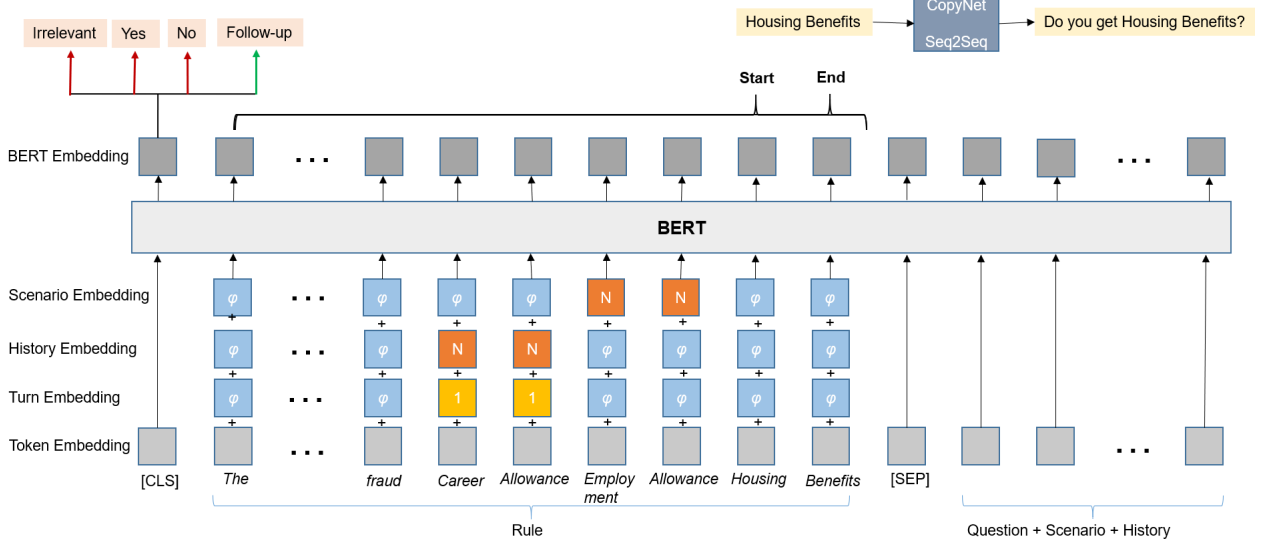 CopyNet
Housing Benefits
Do you get Housing Benefits?
Seq2Seq
Irrelevant
Yes
No
Follow-up
Start
End
BERT Embedding
. . .
. . .
BERT
Scenario Embedding
φ
. . .
φ
φ
φ
N
N
φ
φ
+
+
+
+
+
+
+
+
History Embedding
φ
. . .
φ
N
N
φ
φ
φ
φ
+
+
+
+
+
+
+
+
Turn Embedding
φ
. . .
φ
1
1
φ
φ
φ
φ
+
+
+
+
+
+
+
+
Token Embedding
. . .
. . .
[CLS]
The
fraud
Career
Allowance
Employ
ment
Allowance
Housing
Benefits
[SEP]
Rule
Question + Scenario + History